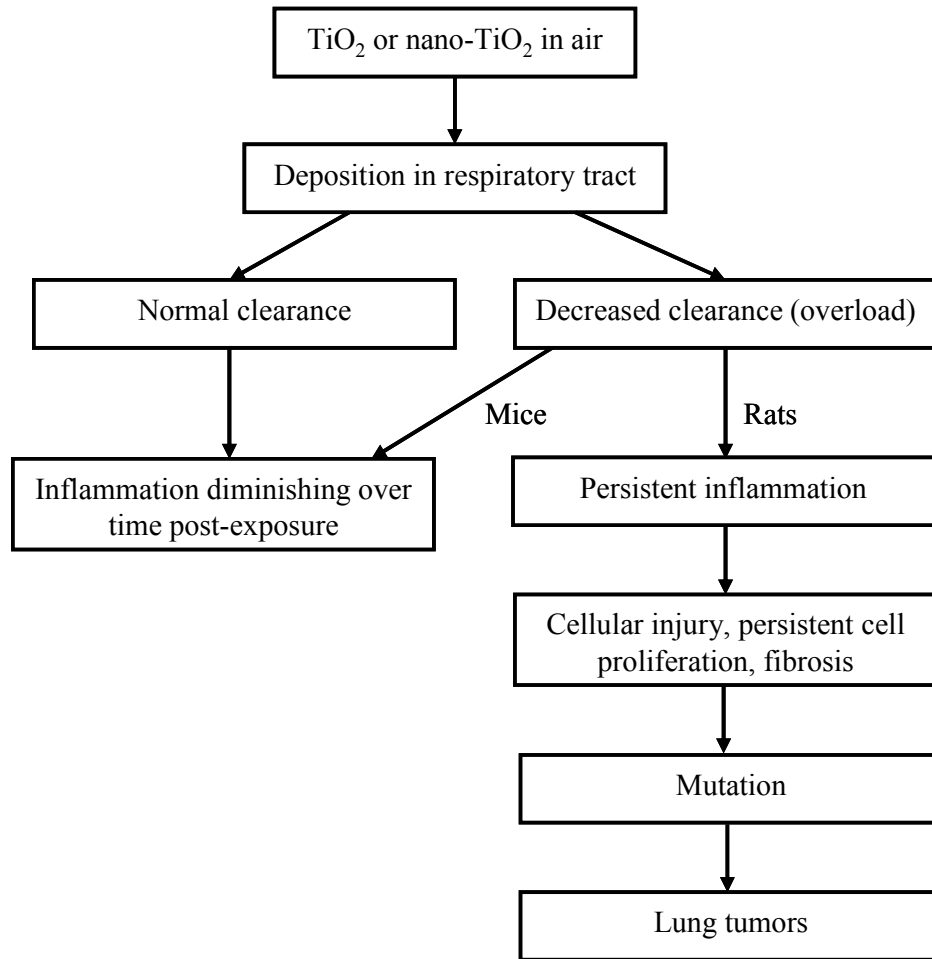 TiO₂ or nano-TiO₂ in air
Deposition in respiratory tract
Normal clearance
Decreased clearance (overload)
Mice
Rats
Inflammation diminishing over
time post-exposure
Persistent inflammation
Cellular injury, persistent cell
proliferation, fibrosis
Mutation
Lung tumors